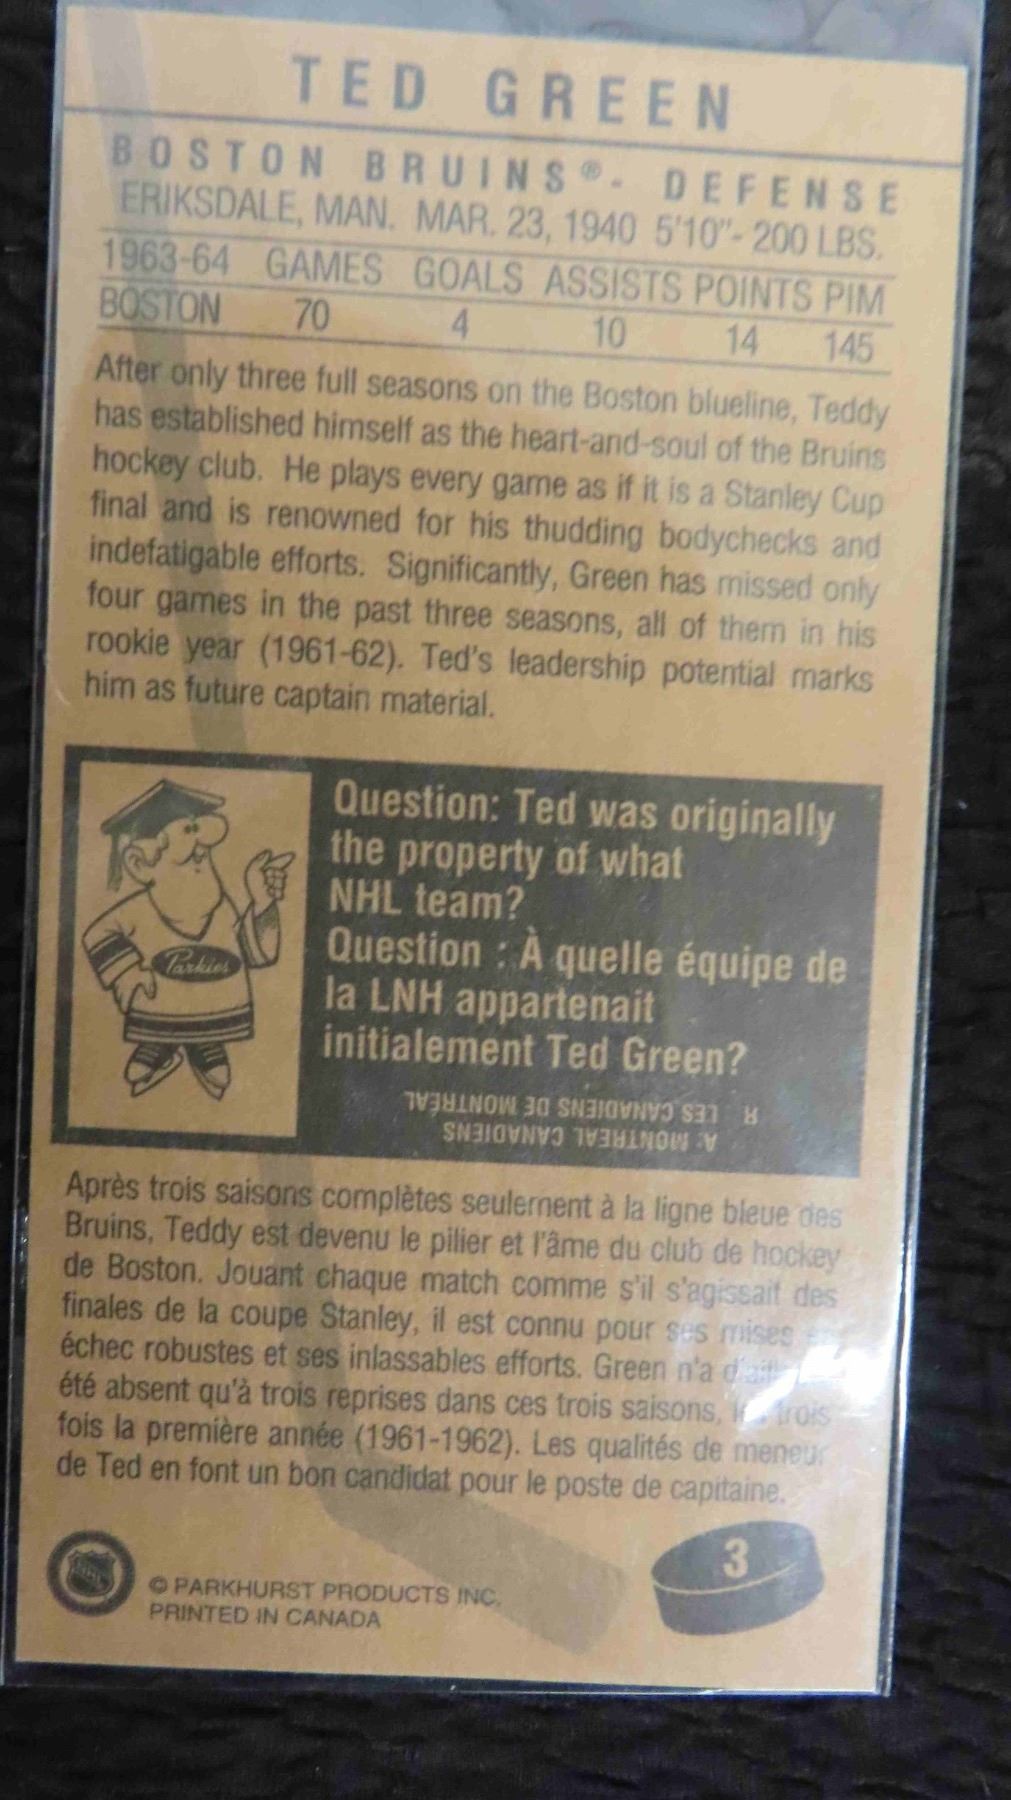 TED GREEN
BOSTON BRUINS® - DEFENSE
ERIKSDALE, MAN. MAR. 23, 1940 5'10"- 200 LBS.
1963-64 GAMES GOALS ASSISTS POINTS PIM
BOSTON 70 4 10 14 145
After only three full seasons on the Boston blueline, Teddy
has established himself as the heart-and-soul of the Bruins
hockey club. He plays every game as if it is a Stanley Cup
final and is renowned for his thudding bodychecks and
indefatigable efforts. Significantly, Green has missed only
four games in the past three seasons, all of them in his
rookie year (1961-62). Ted's leadership potential marks
him as future captain material.
Parkies
Question: Ted was originally
the property of what
NHL team?
Question : À quelle équipe de
la LNH appartenait
initialement Ted Green?
A: MONTREAL CANADIENS
R LES CANADIENS DE MONTREAL
Après trois saisons complètes seulement à la ligne bleue des
Bruins, Teddy est devenu le pilier et l'âme du club de hockey
de Boston. Jouant chaque match comme s'il s'agissait des
finales de la coupe Stanley, il est connu pour ses mises
échec robustes et ses inlassables efforts. Green n'a
été absent qu'à trois reprises dans ces trois saisons, les trois
fois la première année (1961-1962). Les qualités de meneur
de Ted en font un bon candidat pour le poste de capitaine.
3
© PARKHURST PRODUCTS INC.
PRINTED IN CANADA